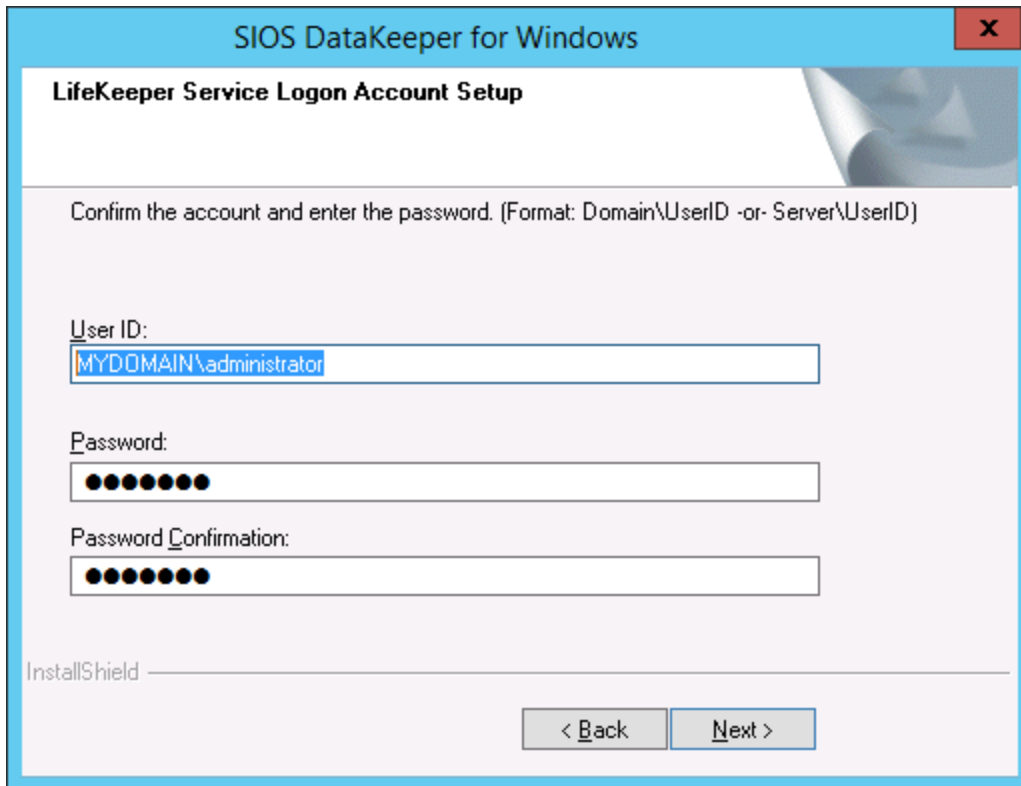 SIOS DataKeeper for Windows
x
LifeKeeper Service Logon Account Setup
Confirm the account and enter the password. (Format: Domain\UserID -or- Server\UserID)
User ID:
MYDOMAIN\administrator
Password:
●●●●●●●
Password Confirmation:
●●●●●●●
InstallShield
< Back
Next >